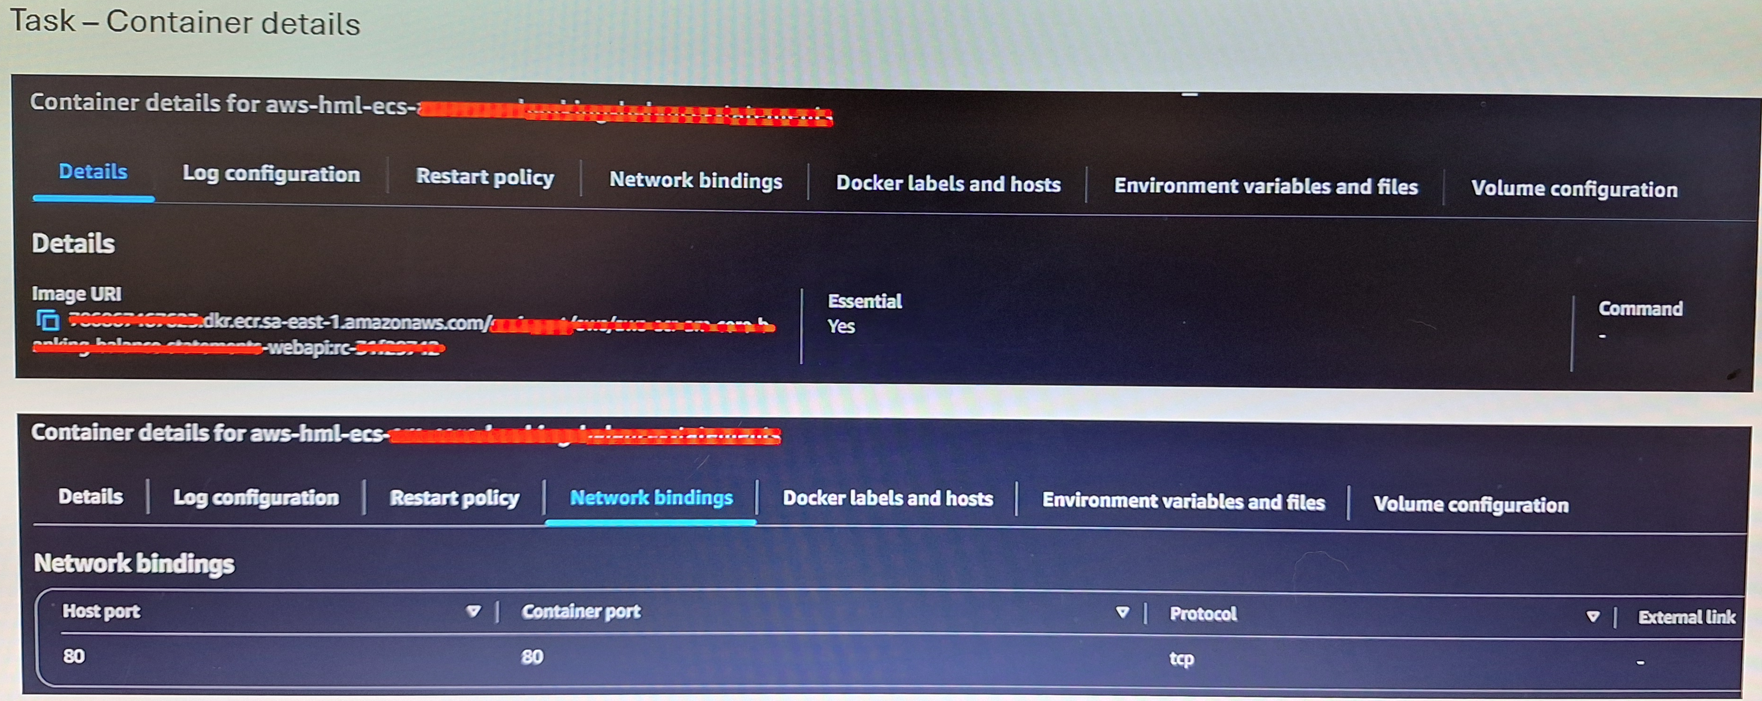 Task – Container details
Container details for aws-hml-ecs-
Details Log configuration Restart policy Network bindings Docker labels and hosts Environment variables and files Volume configuration
Details
Image URI Essential Command
.dkr.ecr.sa-east-1.amazonaws.com/ Yes -
-webapi:rc-
Container details for aws-hml-ecs-
Details Log configuration Restart policy Network bindings Docker labels and hosts Environment variables and files Volume configuration
Network bindings
Host port Container port Protocol External link
80 80 tcp -